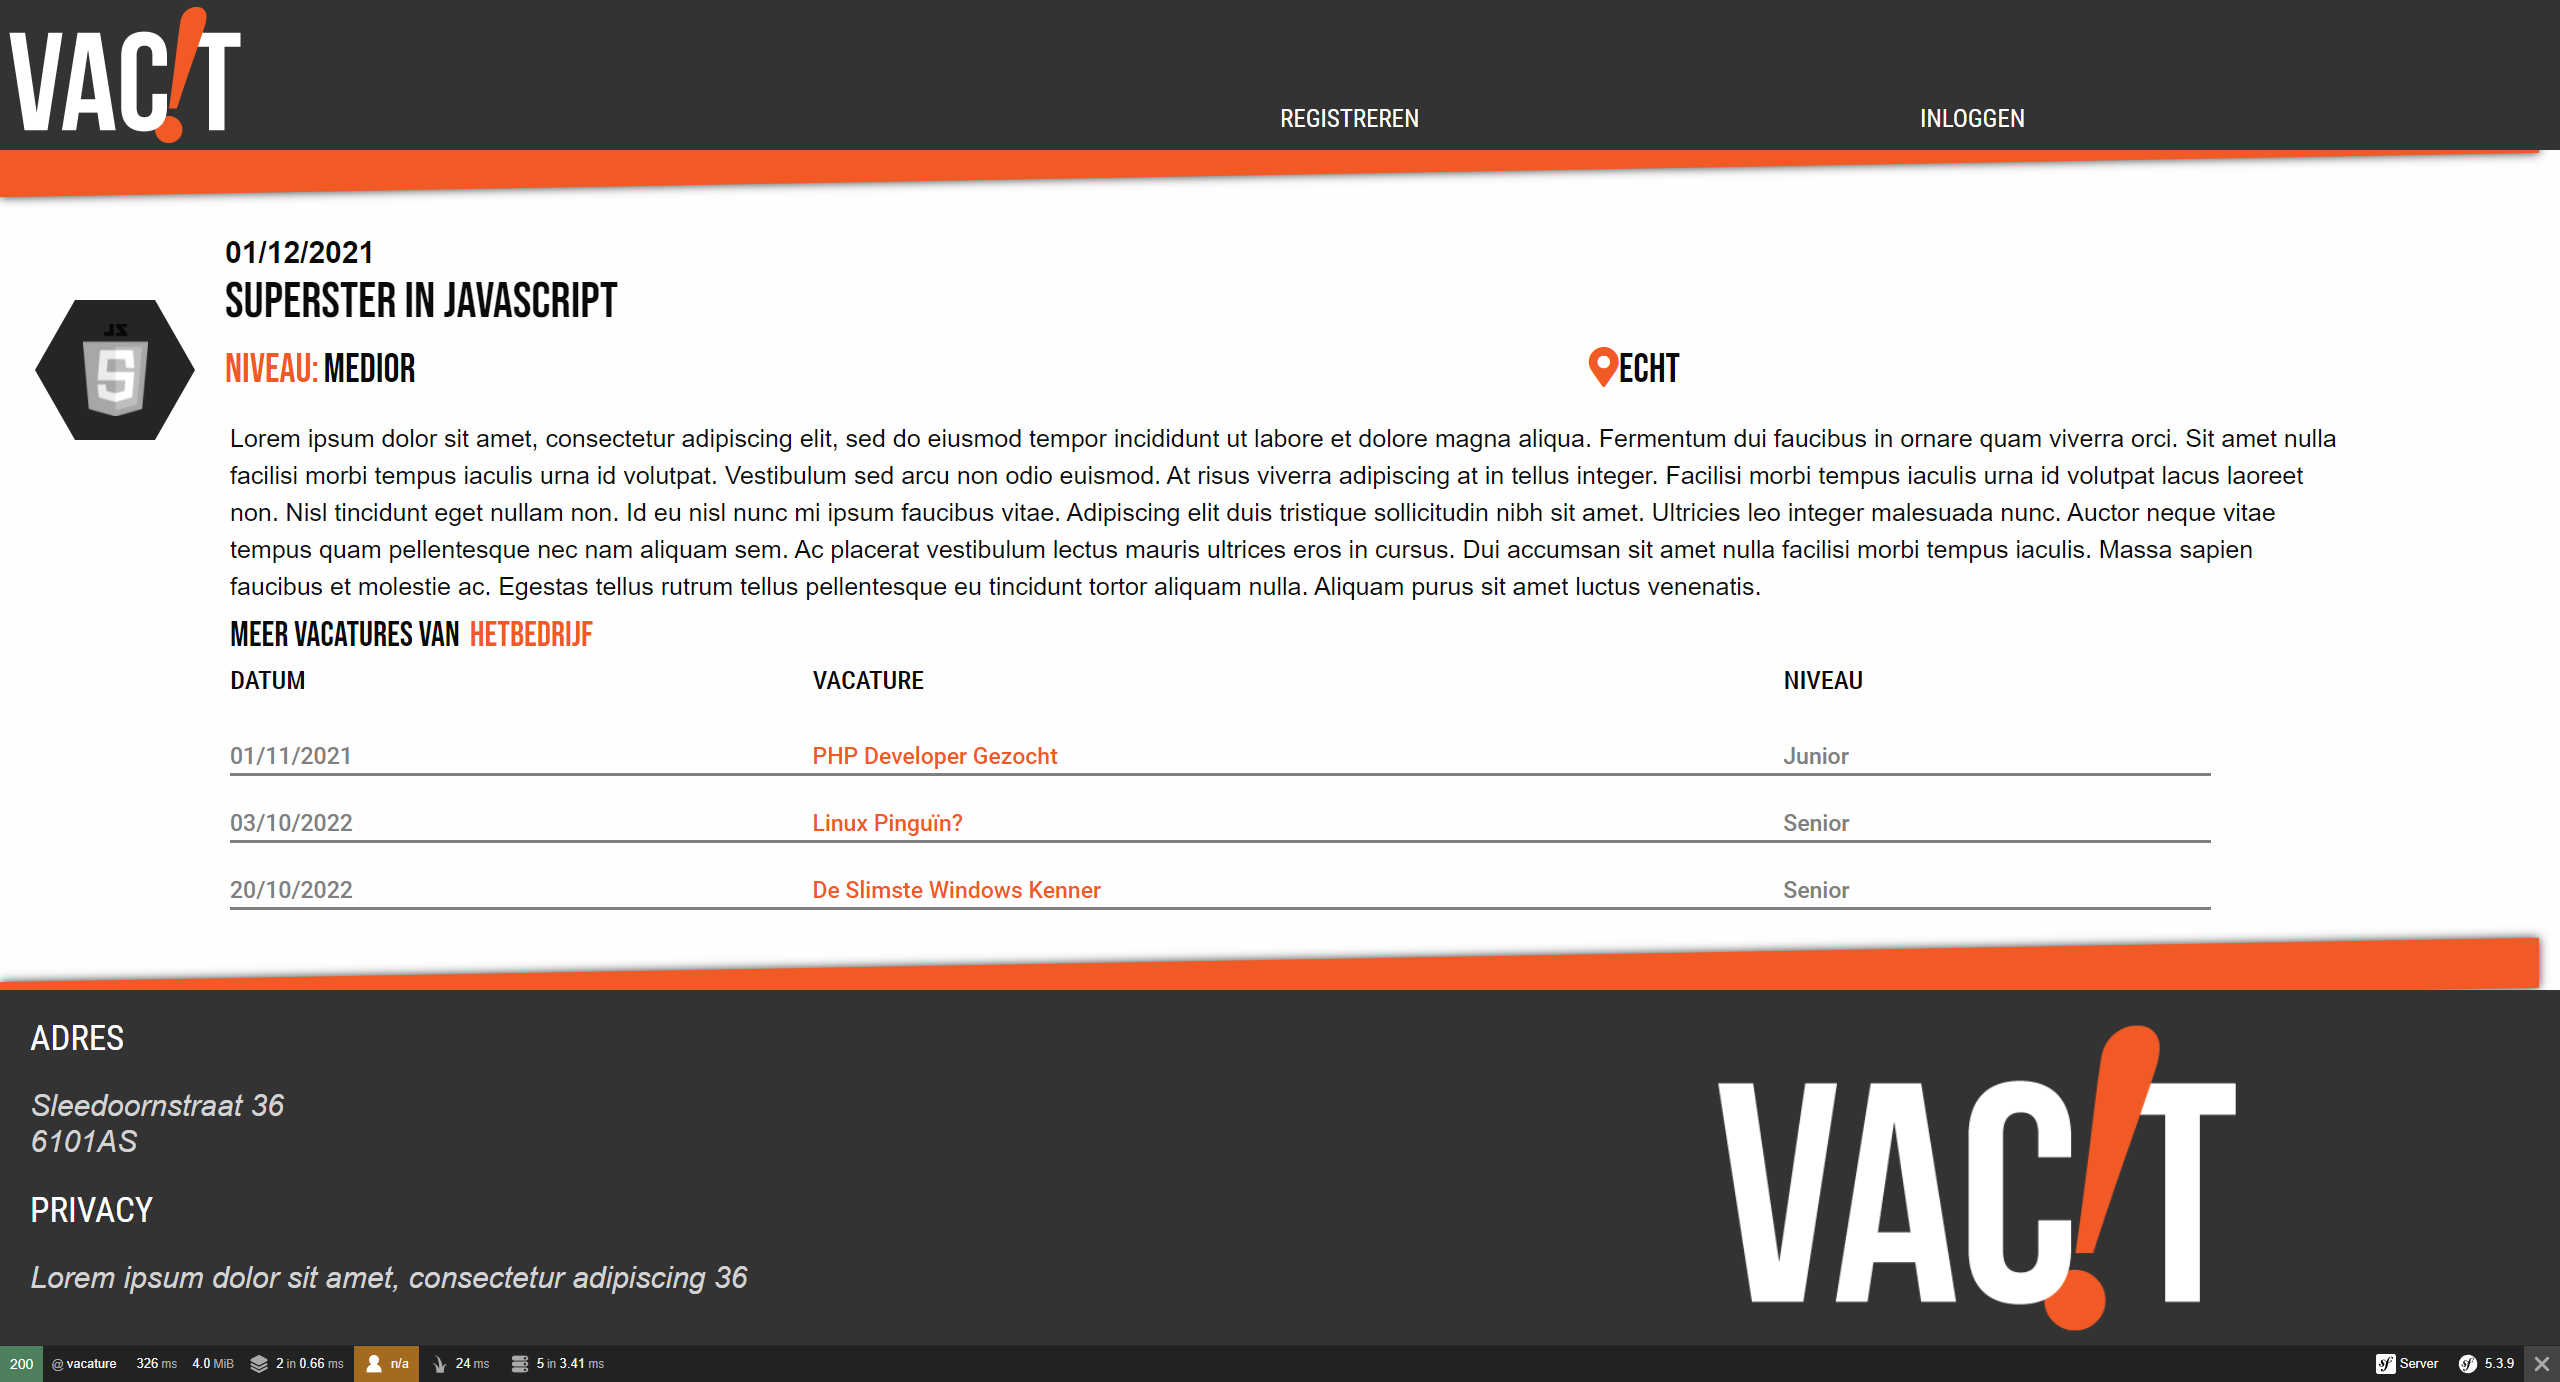 VAC!T
REGISTREREN INLOGGEN
01/12/2021
SUPERSTER IN JAVASCRIPT
NIVEAU: MEDIOR
ECHT
Lorem ipsum dolor sit amet, consectetur adipiscing elit, sed do eiusmod tempor incididunt ut labore et dolore magna aliqua. Fermentum dui faucibus in ornare quam viverra orci. Sit amet nulla
facilisi morbi tempus iaculis urna id volutpat. Vestibulum sed arcu non odio euismod. At risus viverra adipiscing at in tellus integer. Facilisi morbi tempus iaculis urna id volutpat lacus laoreet
non. Nisl tincidunt eget nullam non. Id eu nisl nunc mi ipsum faucibus vitae. Adipiscing elit duis tristique sollicitudin nibh sit amet. Ultricies leo integer malesuada nunc. Auctor neque vitae
tempus quam pellentesque nec nam aliquam sem. Ac placerat vestibulum lectus mauris ultrices eros in cursus. Dui accumsan sit amet nulla facilisi morbi tempus iaculis. Massa sapien
faucibus et molestie ac. Egestas tellus rutrum tellus pellentesque eu tincidunt tortor aliquam nulla. Aliquam purus sit amet luctus venenatis.
MEER VACATURES VAN HETBEDRIJF
DATUM VACATURE NIVEAU
01/11/2021 PHP Developer Gezocht Junior
03/10/2022 Linux Pinguïn? Senior
20/10/2022 De Slimste Windows Kenner Senior
ADRES
Sleedoornstraat 36
6101AS
PRIVACY
Lorem ipsum dolor sit amet, consectetur adipiscing 36
VAC!T
200 @ vacature 326 ms 4.0 MiB 2 in 0.66 ms n/a 24 ms 5 in 3.41 ms sf Server sf 5.3.9